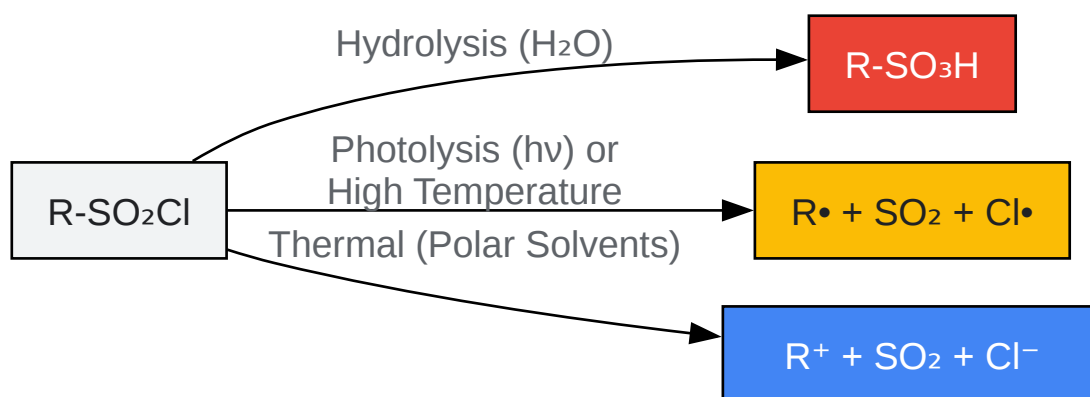 Hydrolysis (H₂O)
R-SO₃H
Photolysis (hν) or
High Temperature
R-SO₂Cl
R• + SO₂ + Cl•
Thermal (Polar Solvents)
R⁺ + SO₂ + Cl⁻